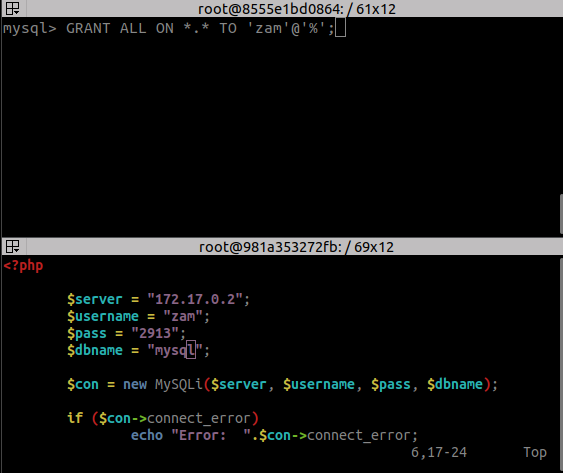 root@8555e1bd0864: / 61x12
mysql> GRANT ALL ON *.* TO 'zam'@'%';
root@981a353272fb: / 69x12
<?php
$server = "172.17.0.2";
$username = "zam";
$pass = "2913";
$dbname = "mysql";
$con = new MySQLi($server, $username, $pass, $dbname);
if ($con->connect_error)
echo "Error:  ".$con->connect_error;
6,17-24 Top